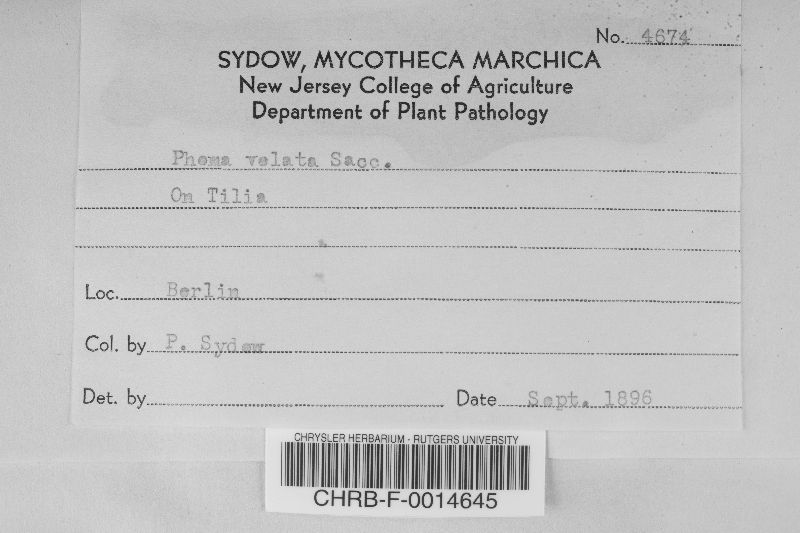 No. 4674
SYDOW, MYCOTHECA MARCHICA
New Jersey College of Agriculture
Department of Plant Pathology
Phoma velata Sacc.
On Tilia
Loc. Berlin
Col. by P. Sydow
Det. by
Date Sept. 1896
CHRYSLER HERBARIUM - RUTGERS UNIVERSITY
CHRB-F-0014645